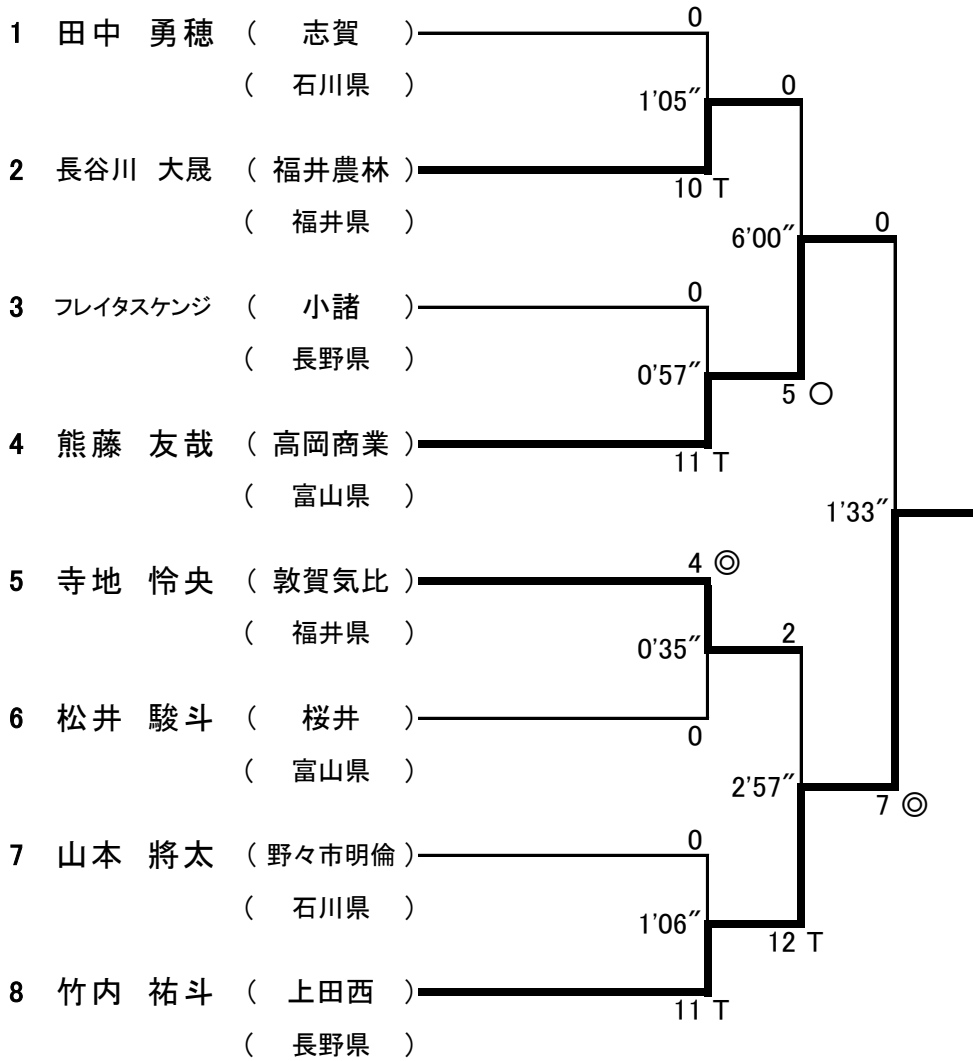 0
1 田中 勇穂 ( 志賀 )
( 石川県 )
1'05″ 0
2 長谷川 大晟 ( 福井農林 )
10 T
( 福井県 )
6'00″ 0
3 フレイタスケンジ ( 小諸 ) 0
( 長野県 )
0'57″
5 ○
4 熊藤 友哉 ( 高岡商業 )
11 T
( 富山県 )
1'33″
4 ◎
5 寺地 怜央 ( 敦賀気比 )
( 福井県 )
0'35″ 2
6 松井 駿斗 ( 桜井 )
0
( 富山県 )
2'57″
7 ◎
7 山本 將太 ( 野々市明倫 ) 0
( 石川県 )
1'06″
12 T
8 竹内 祐斗 ( 上田西 )
11 T
( 長野県 )